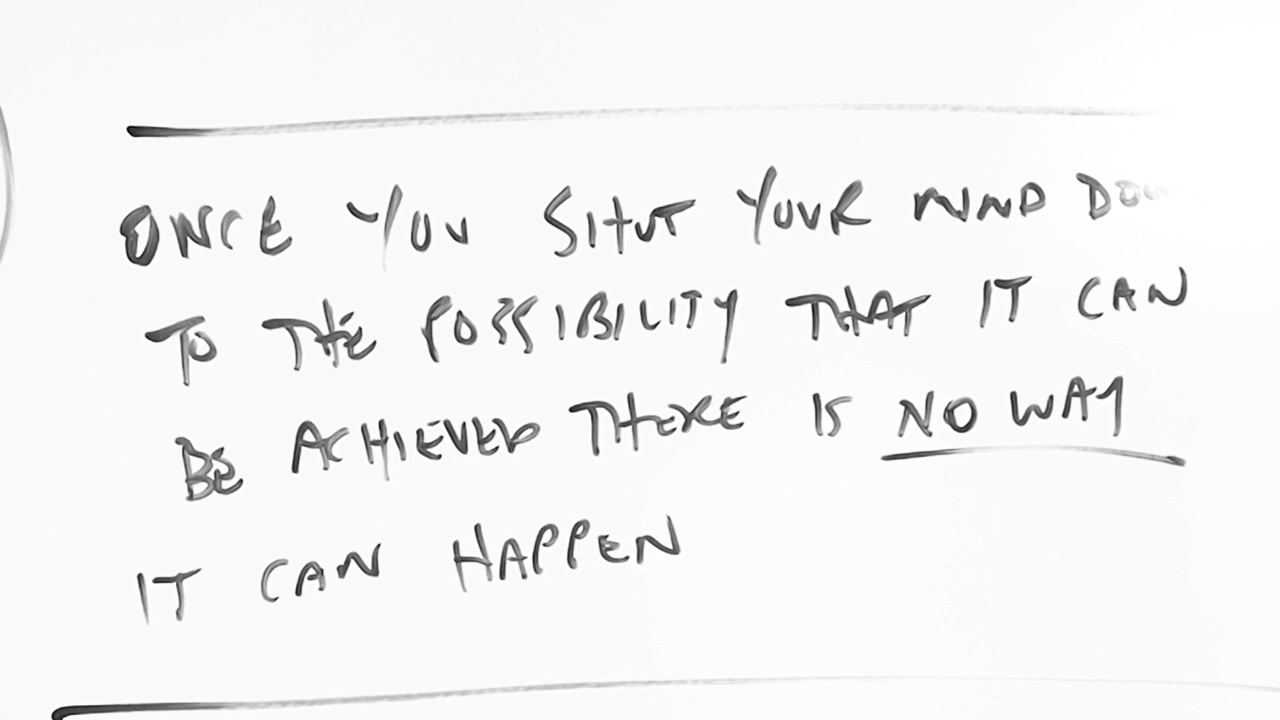 ONCE YOU SHUT YOUR MIND
TO THE POSSIBILITY THAT IT CAN
BE ACHIEVED THERE IS NO WAY
IT CAN HAPPEN